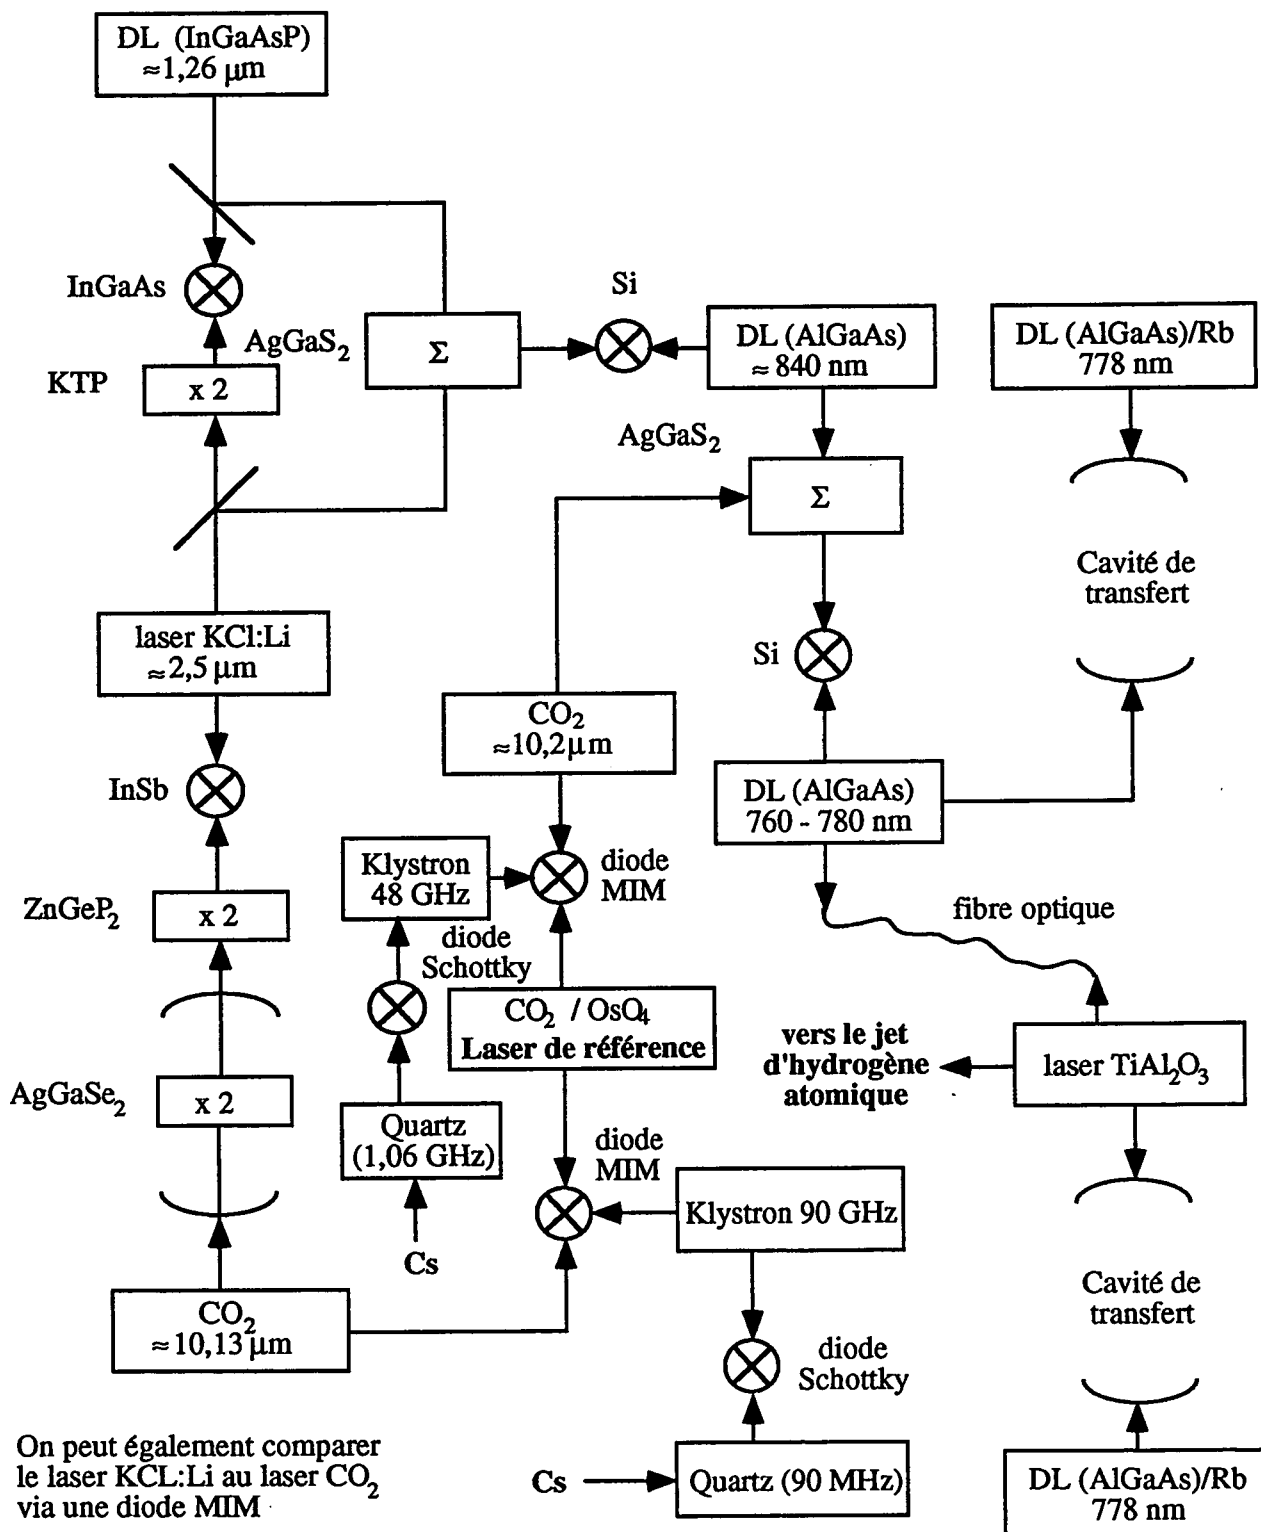 DL (InGaAsP)
≈1,26 µm
InGaAs
AgGaS2
KTP
x 2
Σ
Si
DL (AlGaAs)
≈ 840 nm
DL (AlGaAs)/Rb
778 nm
AgGaS2
Σ
Cavité de
transfert
laser KCl:Li
≈2,5 µm
Si
InSb
CO2
≈10,2µm
DL (AlGaAs)
760 - 780 nm
Klystron
48 GHz
diode
MIM
ZnGeP2
x 2
fibre optique
diode
Schottky
CO2 / OsO4
Laser de référence
vers le jet
d'hydrogène
atomique
laser TiAl2O3
AgGaSe2
x 2
Quartz
(1,06 GHz)
diode
MIM
Klystron 90 GHz
Cs
CO2
≈10,13µm
Cavité de
transfert
diode
Schottky
On peut également comparer
le laser KCL:Li au laser CO2
via une diode MIM
Cs
Quartz (90 MHz)
DL (AlGaAs)/Rb
778 nm